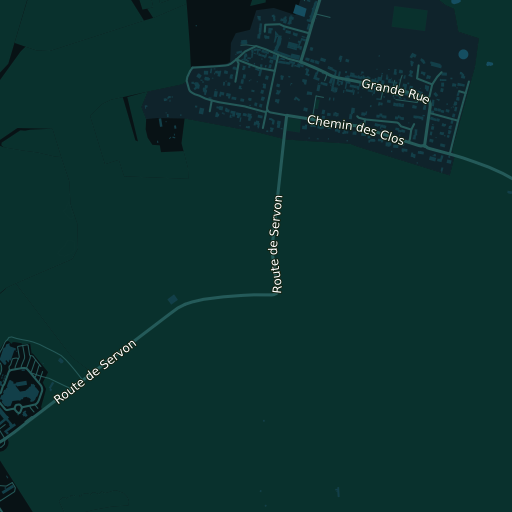 Grande Rue
Chemin des Clos
Route de Servon
Route de Servon